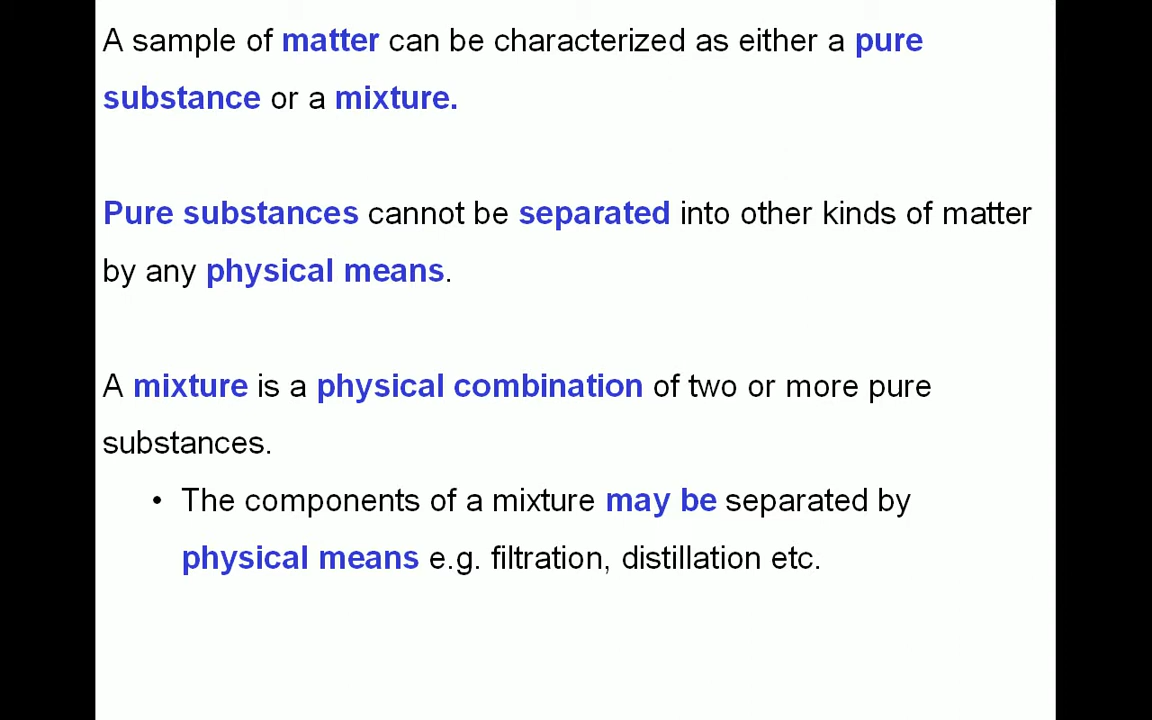 A sample of matter can be characterized as either a pure
substance or a mixture.
Pure substances cannot be separated into other kinds of matter
by any physical means.
A mixture is a physical combination of two or more pure
substances.
• The components of a mixture may be separated by
physical means e.g. filtration, distillation etc.